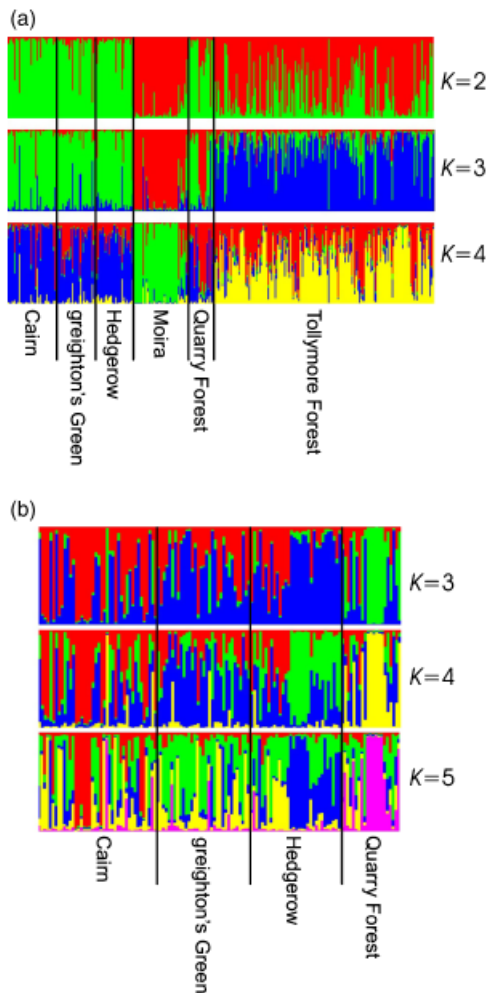 (a)
K=2
K=3
K=4
Cairn
greighton's Green
Hedgerow
Moira
Quarry Forest
Tollymore Forest
(b)
K=3
K=4
K=5
Cairn
greighton's Green
Hedgerow
Quarry Forest